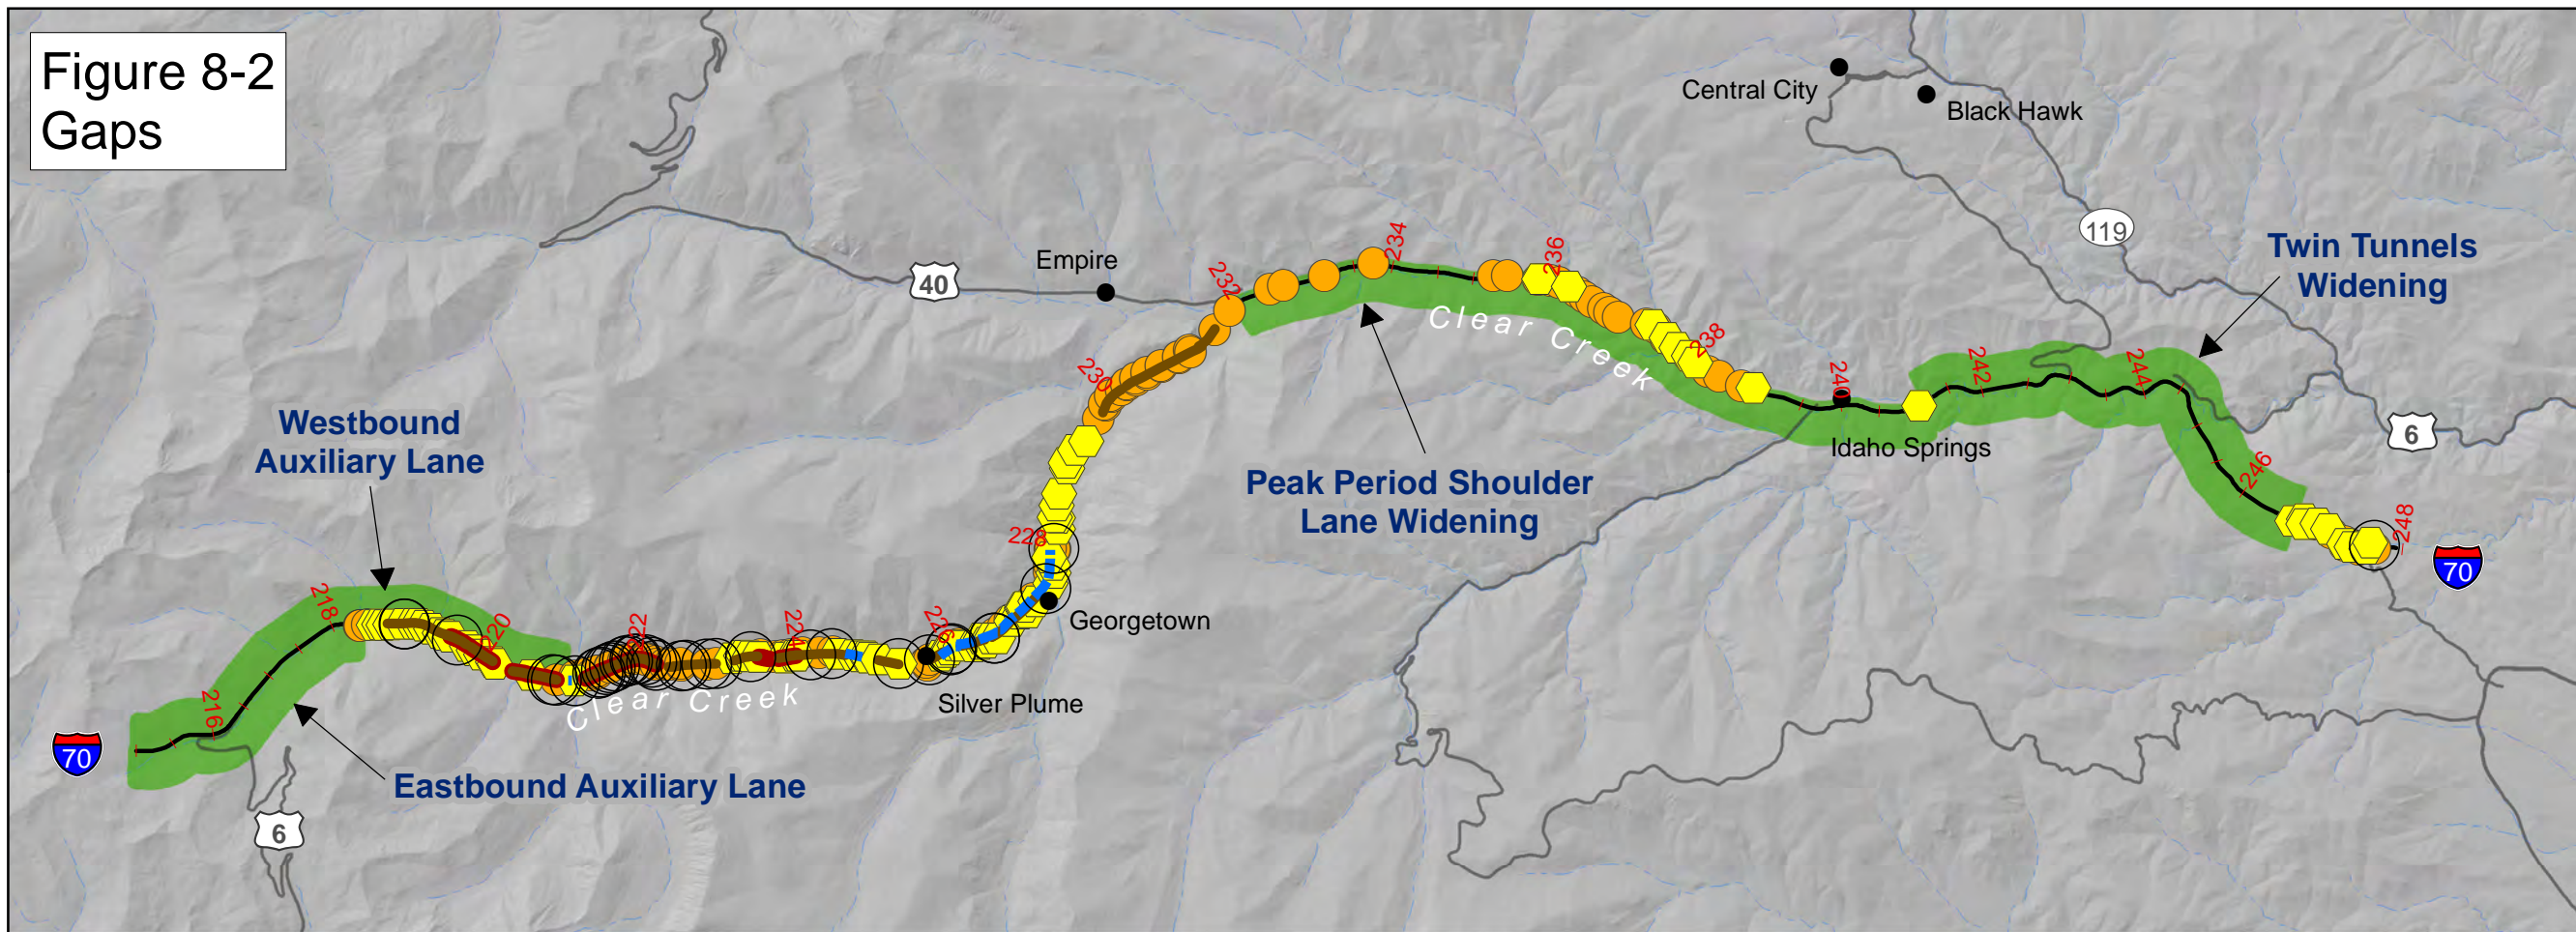 Figure 8-2
Gaps
Central City
Black Hawk
119
Twin Tunnels
Widening
Empire
40
232
234
236
Clear Creek
238
230
240
242
244
6
Idaho Springs
246
248
70
Westbound
Auxiliary Lane
Peak Period Shoulder
Lane Widening
228
Georgetown
218
220
222
224
226
Clear Creek
Silver Plume
216
70
Eastbound Auxiliary Lane
6